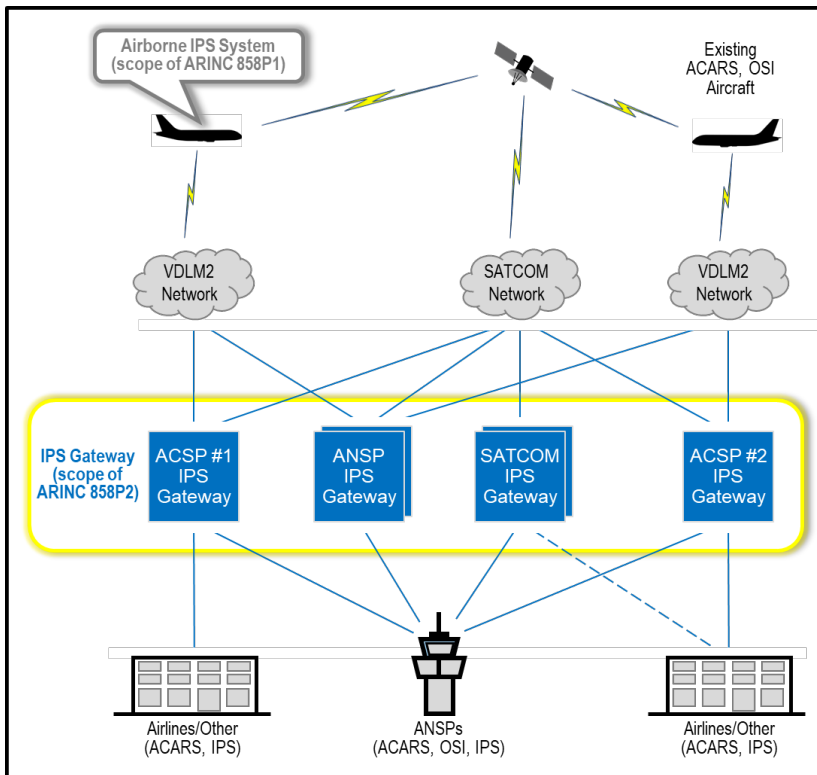 Airborne IPS System
(scope of ARINC 858P1)
Existing
ACARS, OSI
Aircraft
VDLM2
Network
SATCOM
Network
VDLM2
Network
IPS Gateway
(scope of
ARINC 858P2)
ACSP #1
IPS
Gateway
ANSP
IPS
Gateway
SATCOM
IPS
Gateway
ACSP #2
IPS
Gateway
Airlines/Other
(ACARS, IPS)
ANSPs
(ACARS, OSI, IPS)
Airlines/Other
(ACARS, IPS)